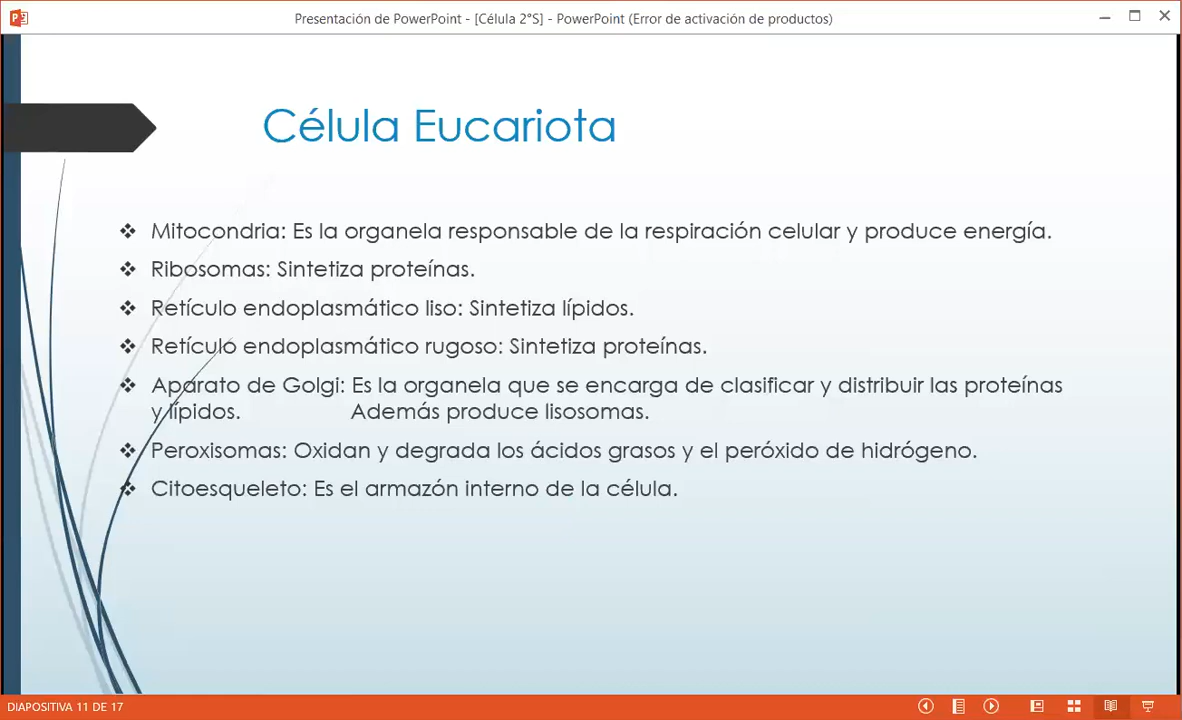 Presentación de PowerPoint - [Célula 2°S] - PowerPoint (Error de activación de productos)
Célula Eucariota
❖ Mitocondria: Es la organela responsable de la respiración celular y produce energía.
❖ Ribosomas: Sintetiza proteínas.
❖ Retículo endoplasmático liso: Sintetiza lípidos.
❖ Retículo endoplasmático rugoso: Sintetiza proteínas.
❖ Aparato de Golgi: Es la organela que se encarga de clasificar y distribuir las proteínas
y lípidos. Además produce lisosomas.
❖ Peroxisomas: Oxidan y degrada los ácidos grasos y el peróxido de hidrógeno.
❖ Citoesqueleto: Es el armazón interno de la célula.
DIAPOSITIVA 11 DE 17